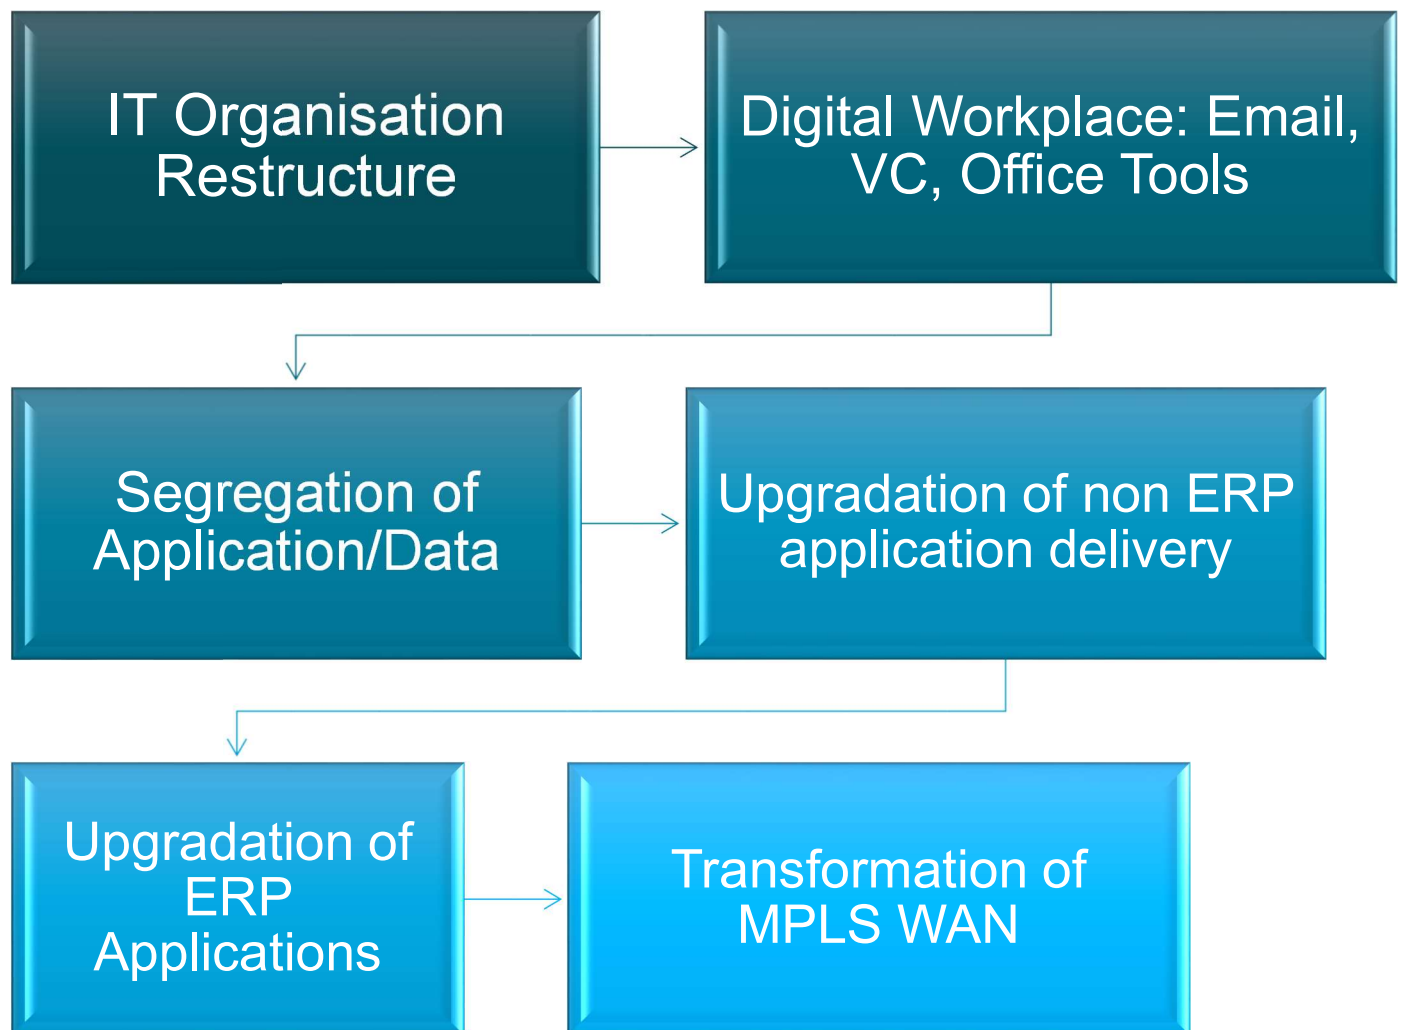 IT Organisation
Restructure
Digital Workplace: Email,
VC, Office Tools
Segregation of
Application/Data
Upgradation of non ERP
application delivery
Upgradation of
ERP
Applications
Transformation of
MPLS WAN